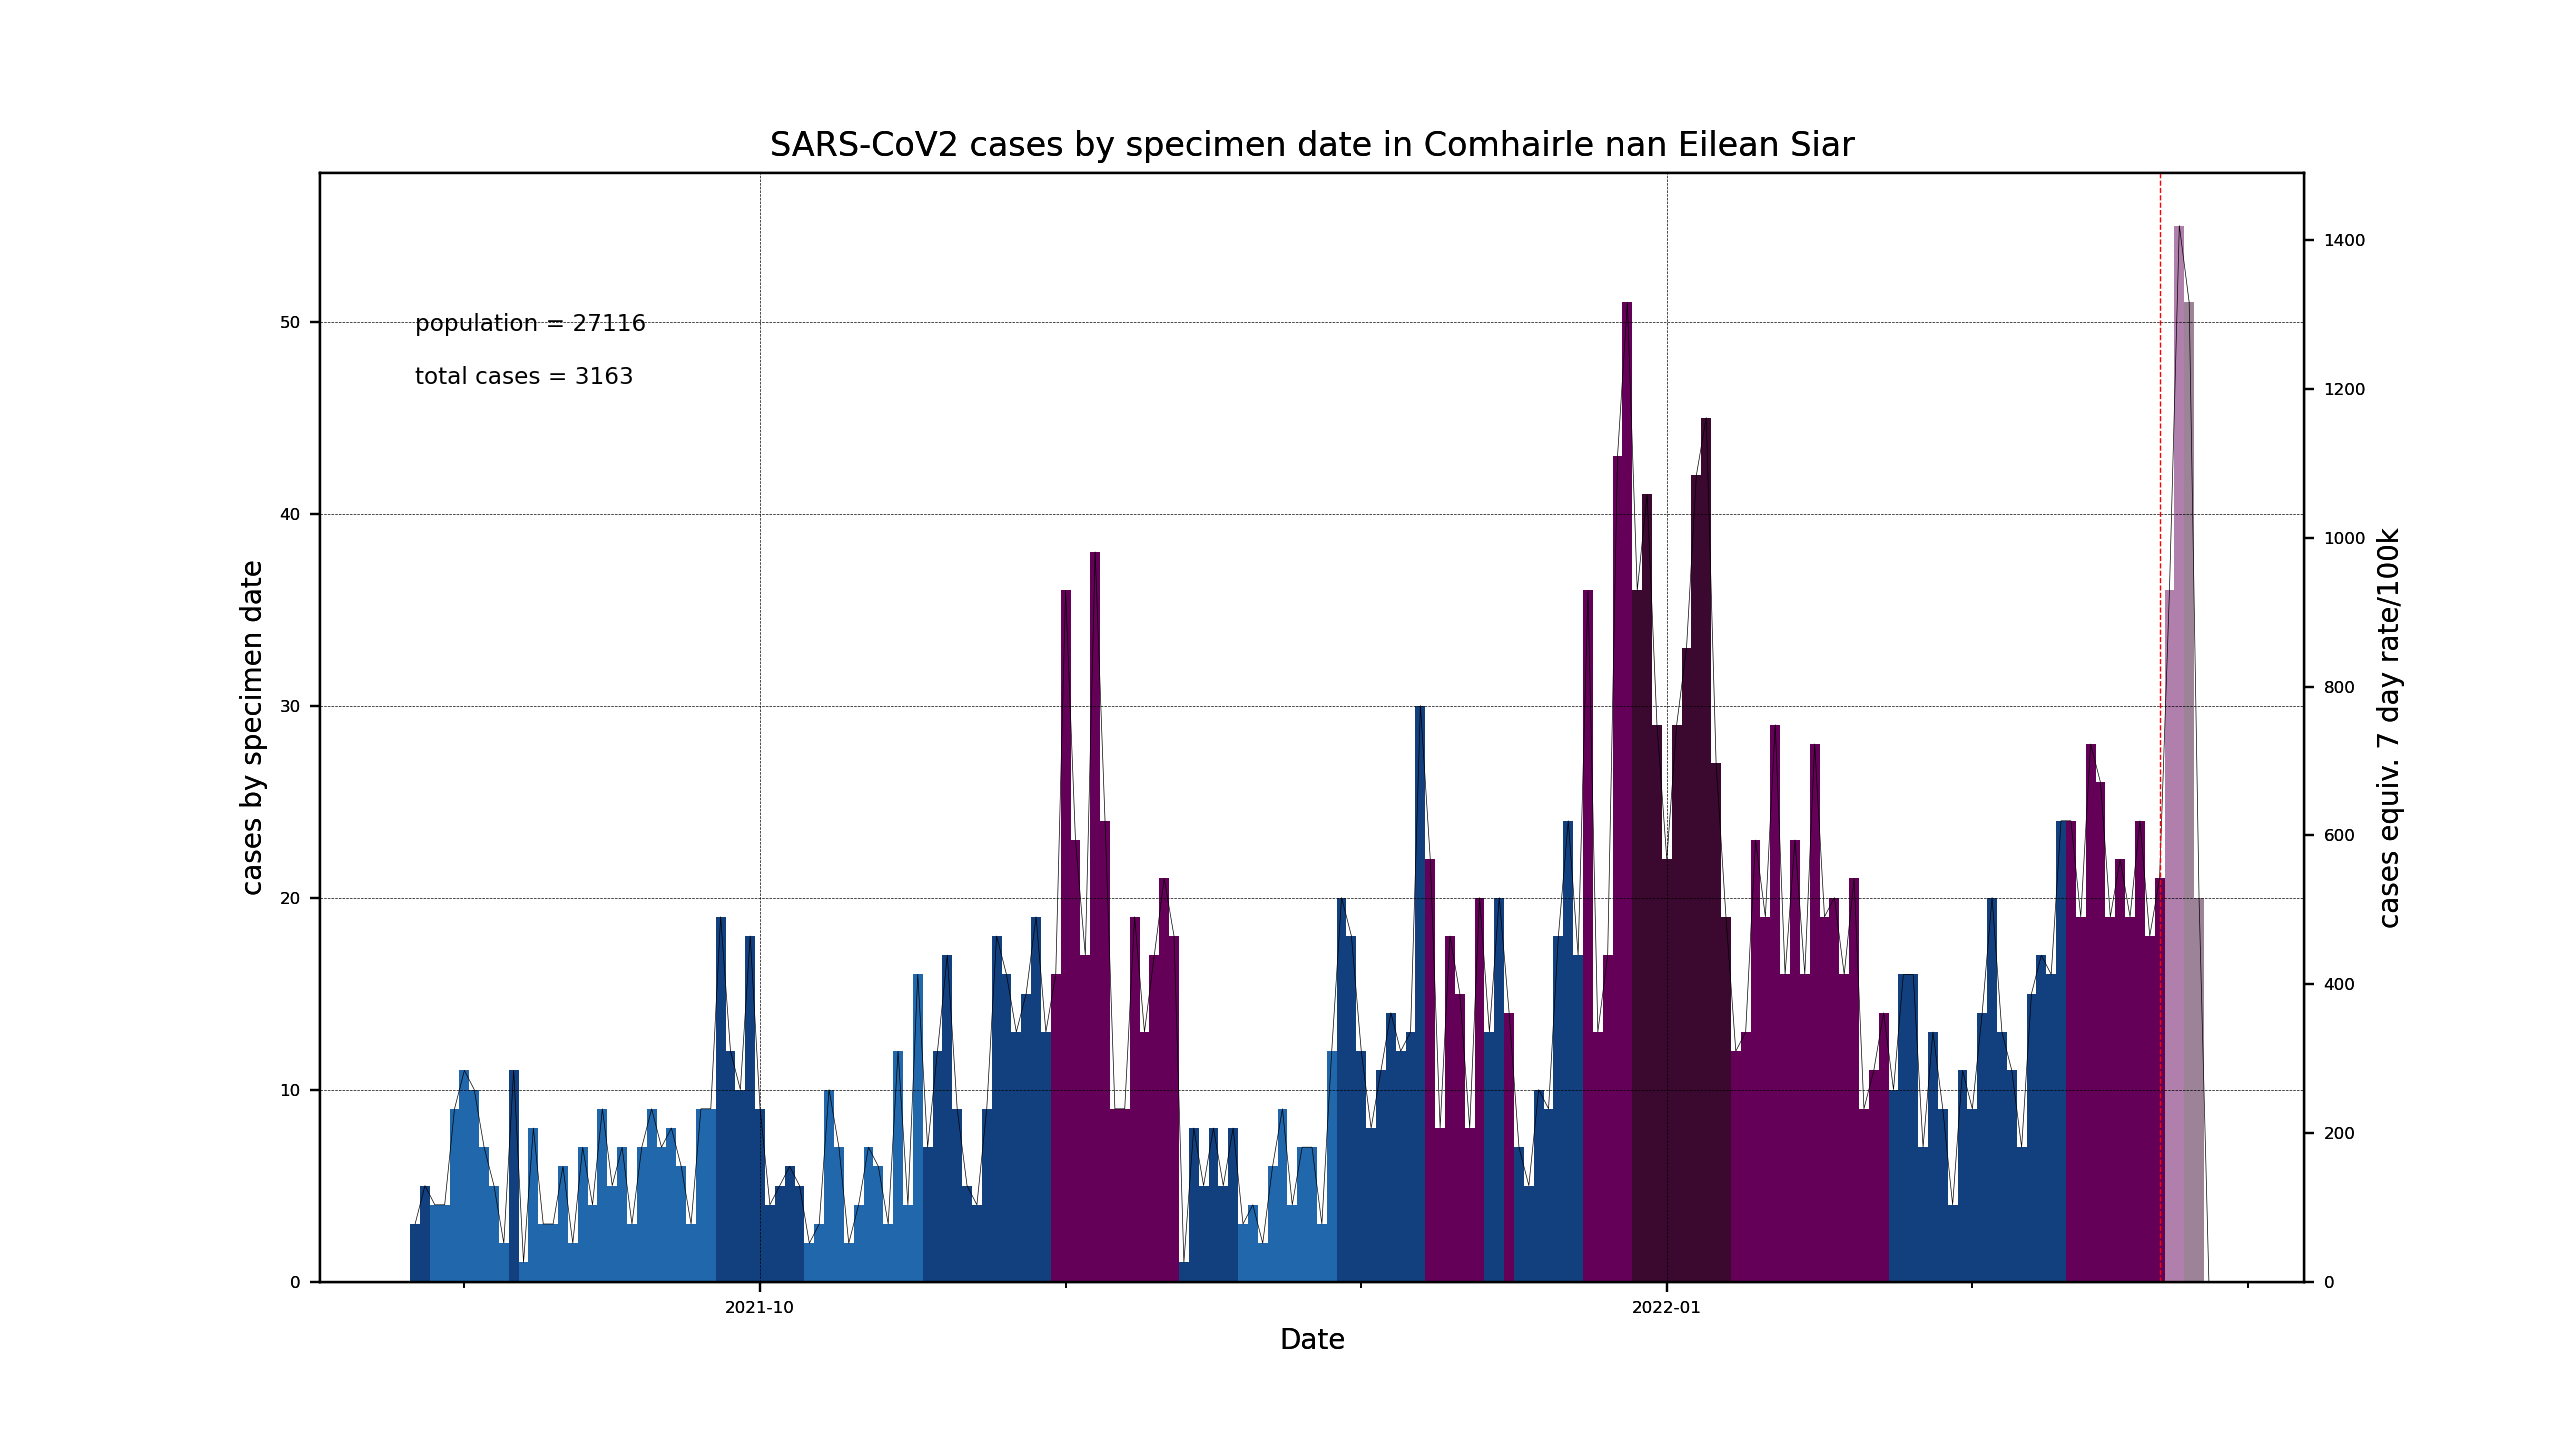 SARS-CoV2 cases by specimen date in Comhairle nan Eilean Siar
population = 27116
total cases = 3163
cases by specimen date
50
40
30
20
10
0
1400
1200
1000
800
600
400
200
0
cases equiv. 7 day rate/100k
2021-10
2022-01
Date